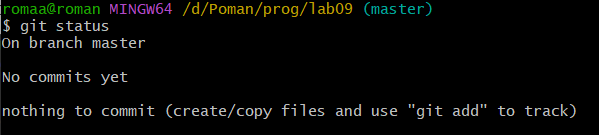 romaa@roman MINGW64 /d/Poman/prog/lab09 (master)
$ git status
On branch master
No commits yet
nothing to commit (create/copy files and use "git add" to track)